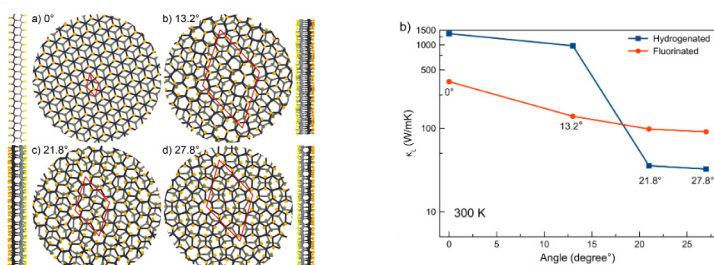 a) 0°
b) 13.2°
c) 21.8°
d) 27.8°
b)
1500
1000
500
100
10
κL (W/mK)
Hydrogenated
Fluorinated
0°
13.2°
21.8°
27.8°
300 K
0
5
10
15
20
25
Angle (degree°)